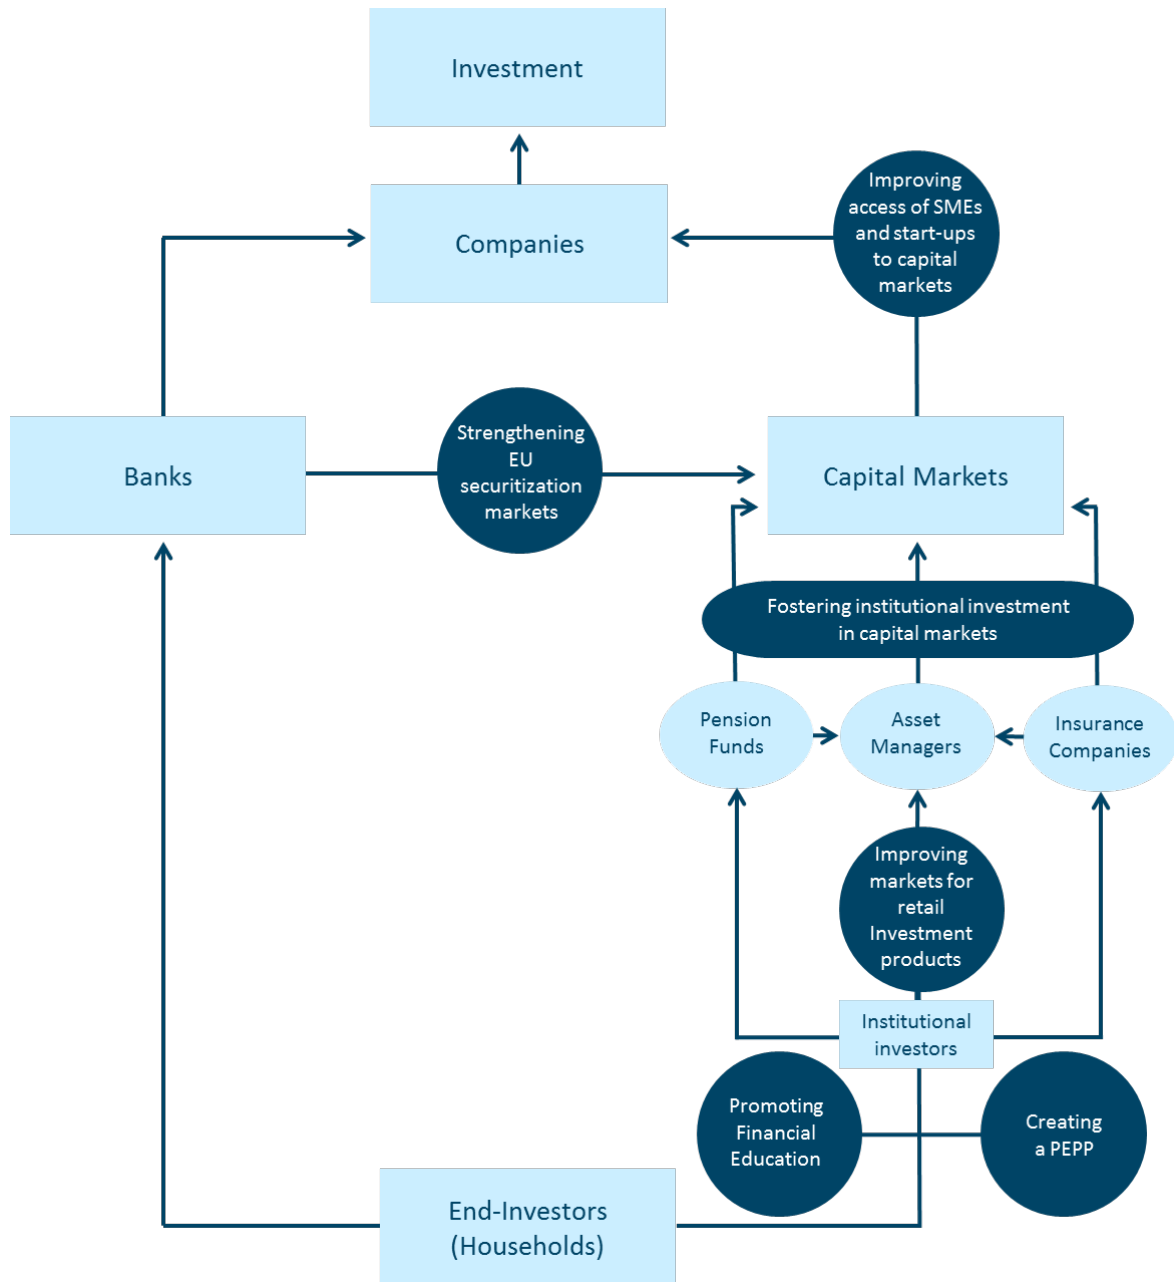 Investment
Improving
access of SMEs
and start-ups
to capital
markets
Companies
Strengthening
EU
securitization
markets
Banks
Capital Markets
Fostering institutional investment
in capital markets
Pension
Funds
Asset
Managers
Insurance
Companies
Improving
markets for
retail
Investment
products
Institutional
investors
Promoting
Financial
Education
Creating
a PEPP
End-Investors
(Households)